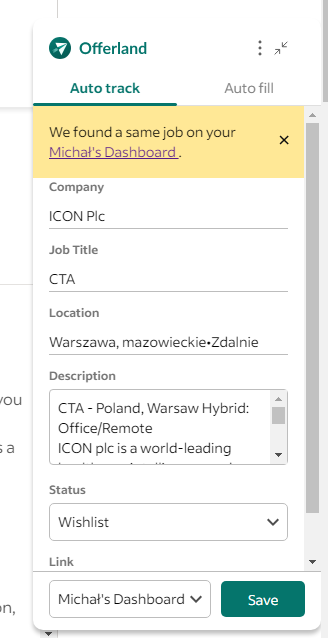 Offerland
Auto track
Auto fill
We found a same job on your
Michał's Dashboard .
Company
ICON Plc
Job Title
CTA
Location
Warszawa, mazowieckie•Zdalnie
Description
CTA - Poland, Warsaw Hybrid:
Office/Remote
ICON plc is a world-leading
Status
Wishlist
Link
Michał's Dashboard
Save
you
s a
on,